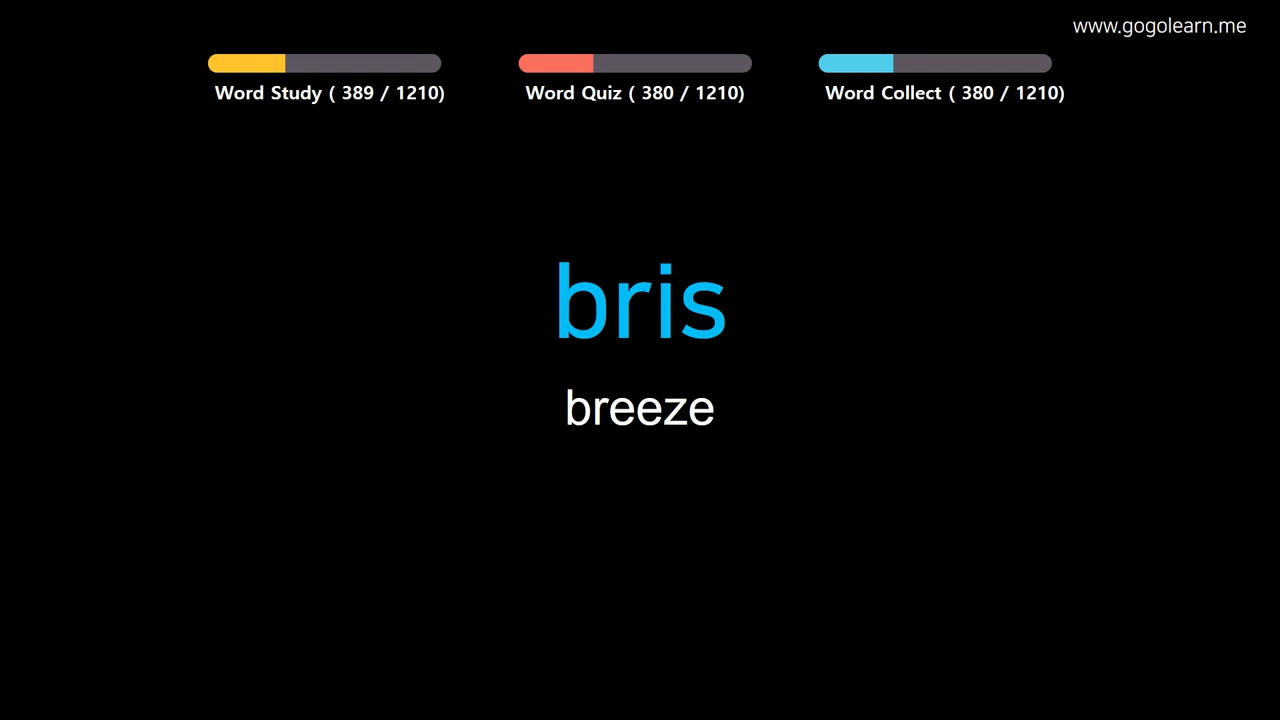 www.gogolearn.me
Word Study ( 389 / 1210)
Word Quiz ( 380 / 1210)
Word Collect ( 380 / 1210)
bris
breeze